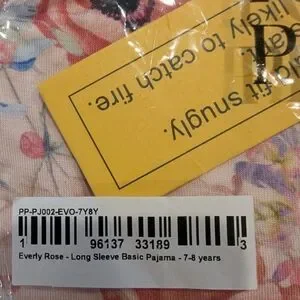 P
ld fit snugly.
likely to catch fire.
PP-PJ002-EVO-7Y8Y
1 96137 33189 3
Everly Rose - Long Sleeve Basic Pajama - 7-8 years